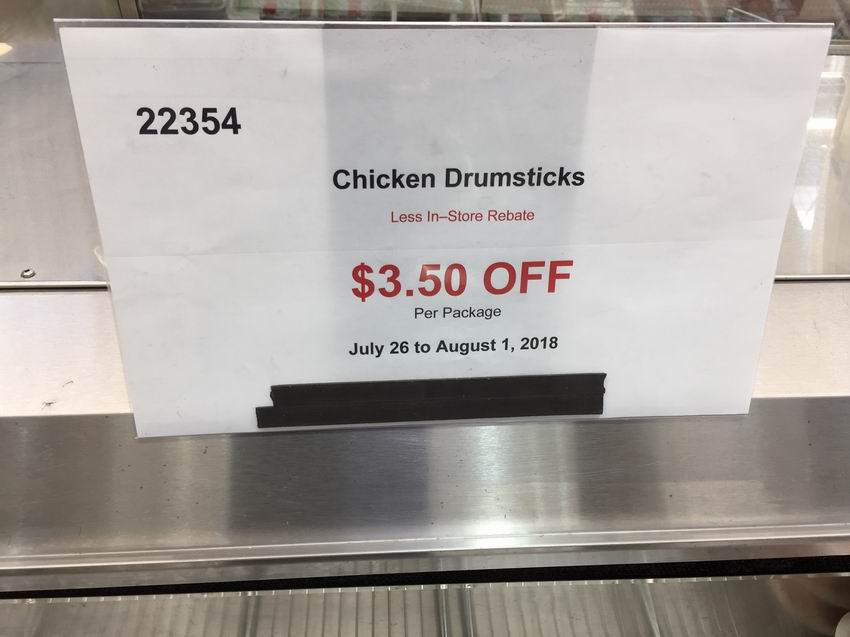 22354
Chicken Drumsticks
Less In–Store Rebate
$3.50 OFF
Per Package
July 26 to August 1, 2018